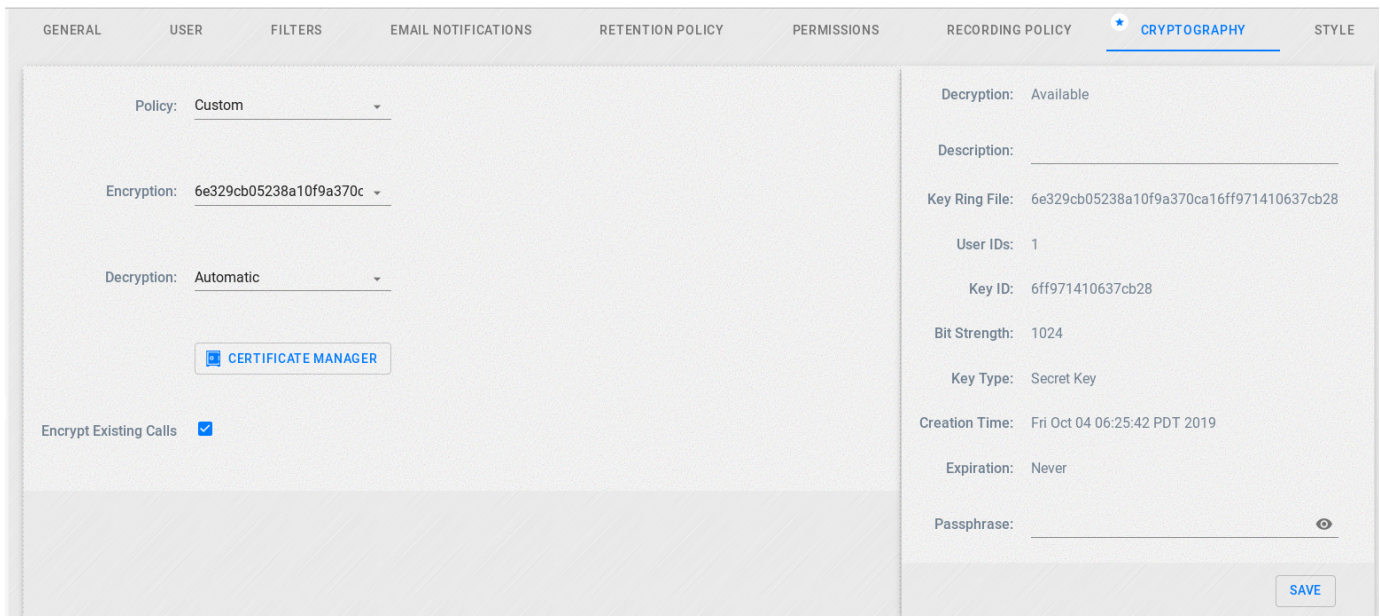 GENERAL USER FILTERS EMAIL NOTIFICATIONS RETENTION POLICY PERMISSIONS RECORDING POLICY CRYPTOGRAPHY STYLE
Policy: Custom
Encryption: 6e329cb05238a10f9a370c
Decryption: Automatic
CERTIFICATE MANAGER
Encrypt Existing Calls
Decryption: Available
Description:
Key Ring File: 6e329cb05238a10f9a370ca16ff971410637cb28
User IDs: 1
Key ID: 6ff971410637cb28
Bit Strength: 1024
Key Type: Secret Key
Creation Time: Fri Oct 04 06:25:42 PDT 2019
Expiration: Never
Passphrase:
SAVE